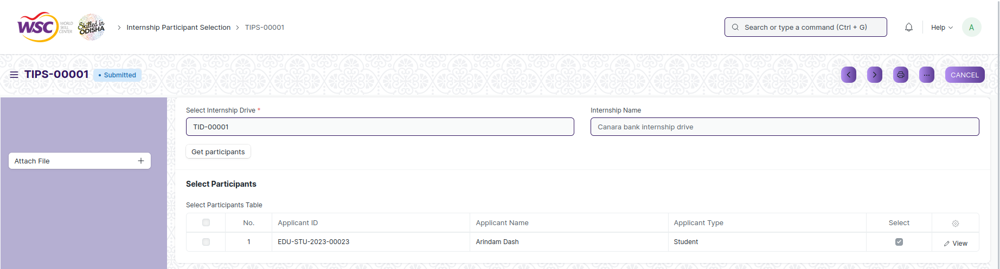 WSC WORLD SKILL CENTER Skilled in ODISHA > Internship Participant Selection > TIPS-00001 Search or type a command (Ctrl + G) Help A
TIPS-00001 • Submitted ... CANCEL
Select Internship Drive * Internship Name
TID-00001 Canara bank internship drive
Get participants
Attach File +
Select Participants
Select Participants Table
No. Applicant ID Applicant Name Applicant Type Select
1 EDU-STU-2023-00023 Arindam Dash Student View